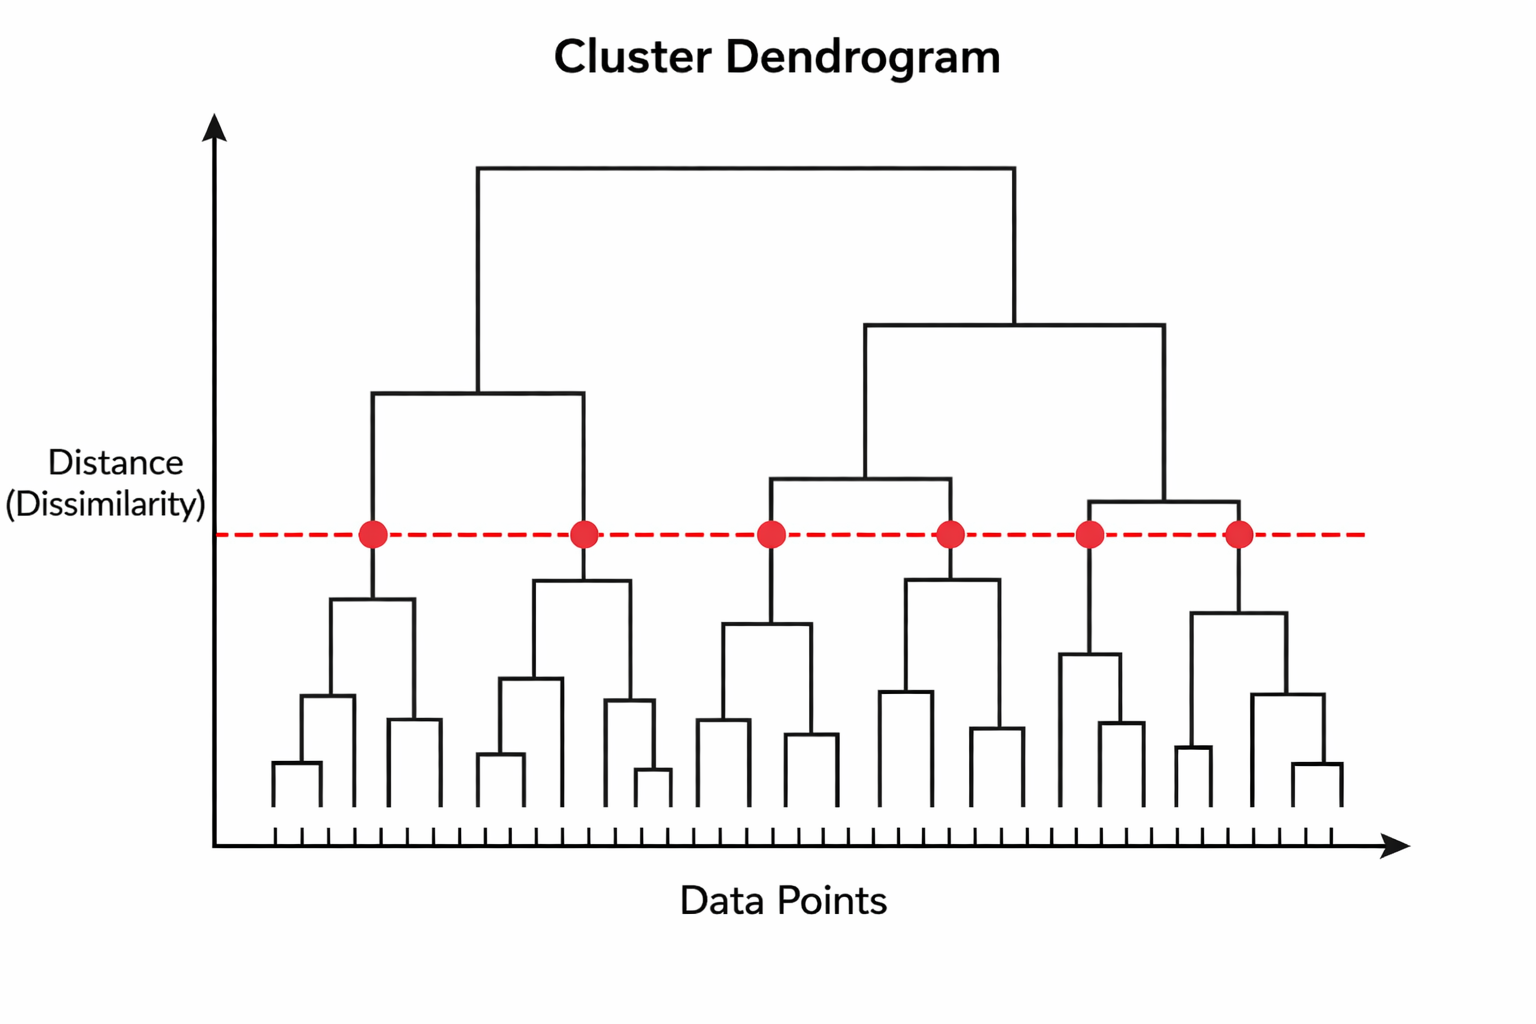 Cluster Dendrogram
Distance
(Dissimilarity)
Data Points